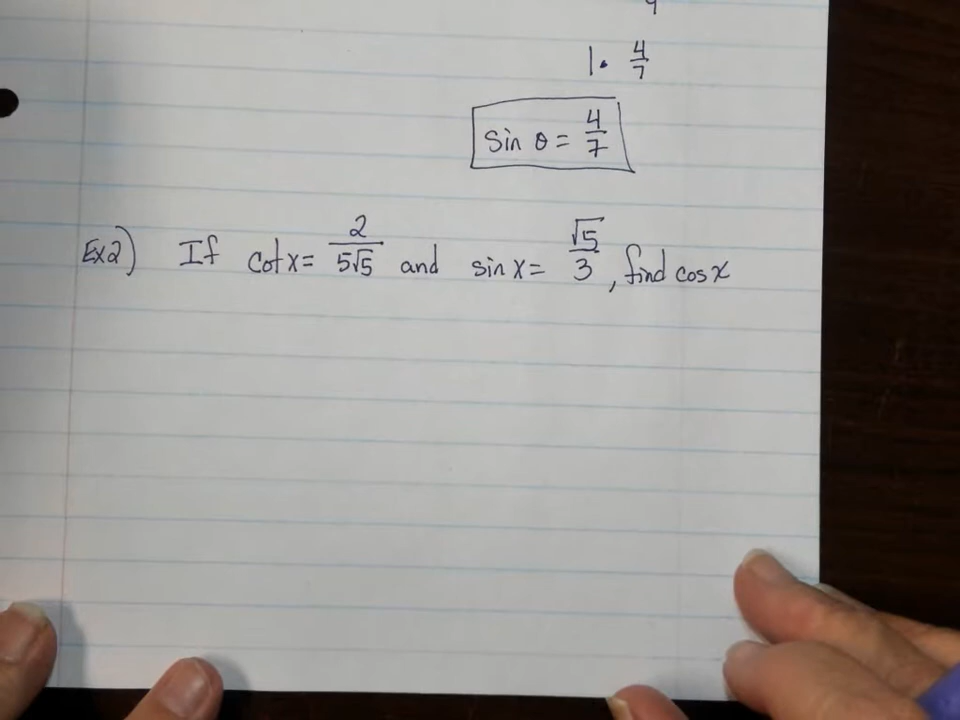 1 · 4/7
sin θ = 4/7
Ex2) If cot x = 2/5√5 and sin x = √5/3, find cos x